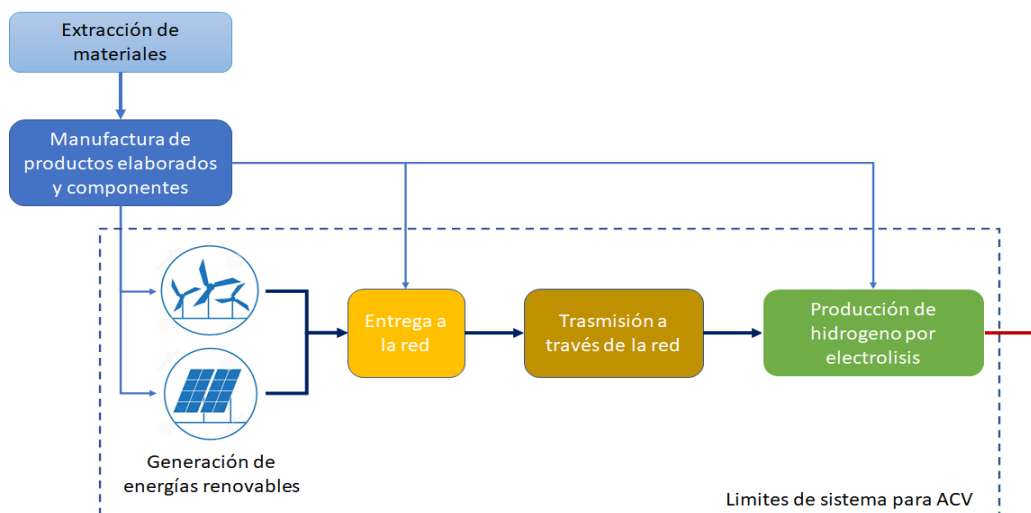 Extracción de
materiales
Manufactura de
productos elaborados
y componentes
Entrega a
la red
Trasmisión a
través de la red
Producción de
hidrogeno por
electrolisis
Generación de
energías renovables
Limites de sistema para ACV